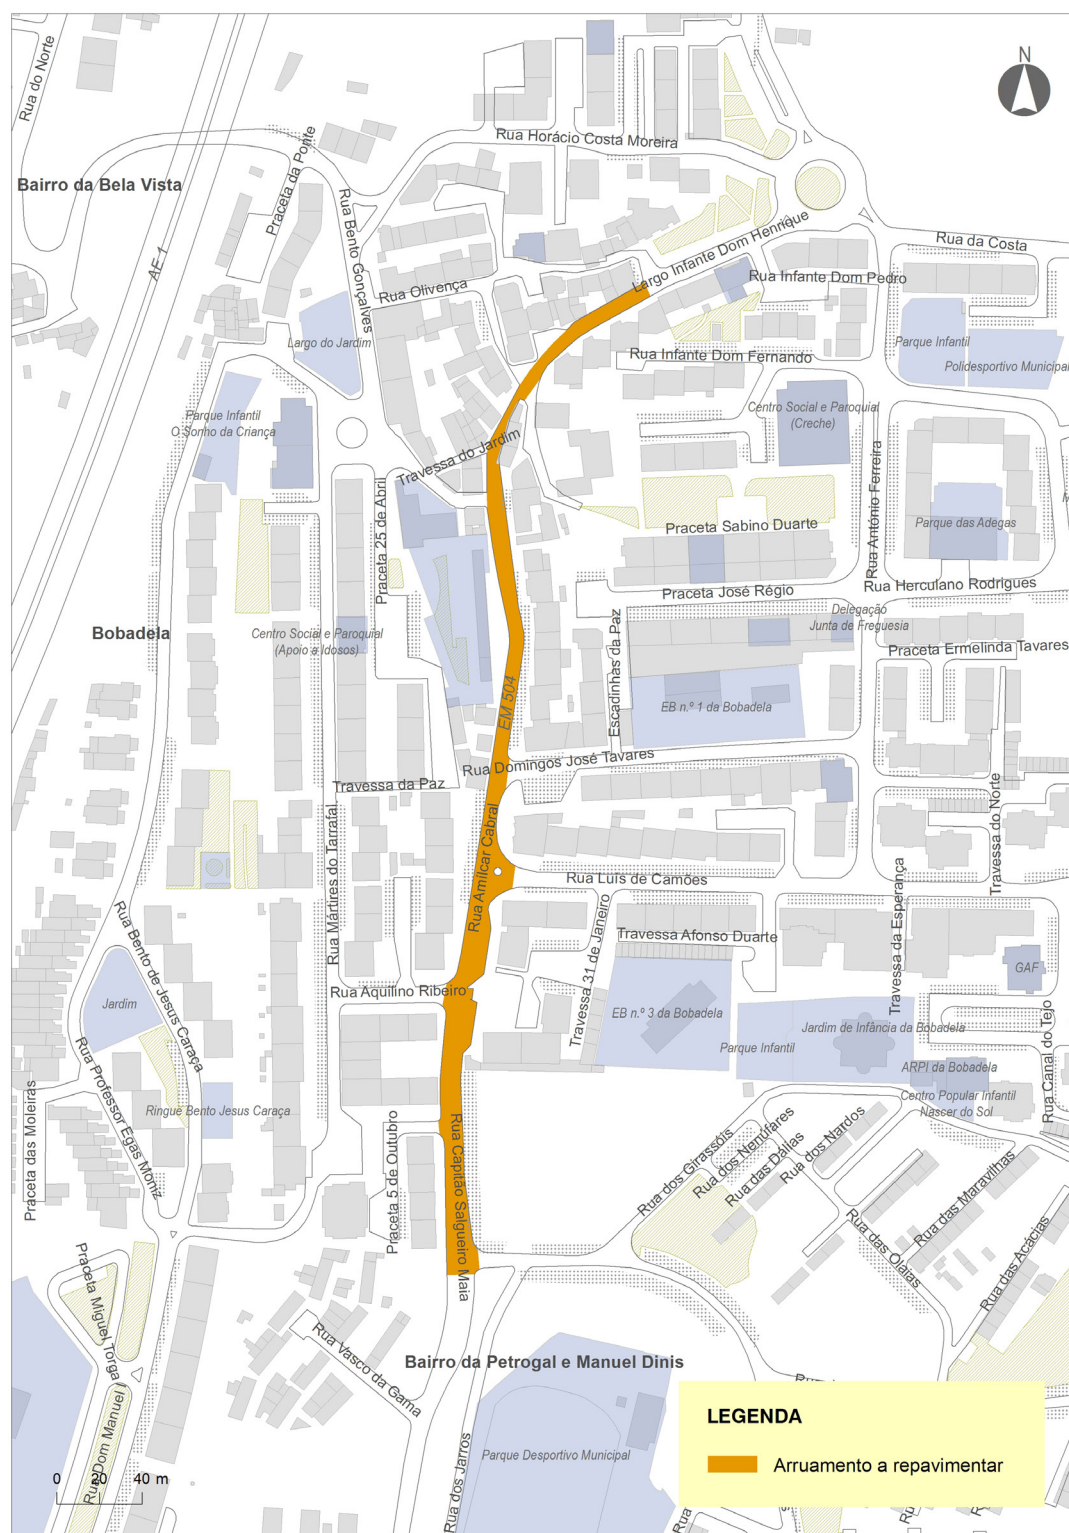 N
Rua do Norte
Rua Horácio Costa Moreira
Praceta da Ponte
Bairro da Bela Vista
Rua Bento Gonçalves
Largo Infante Dom Henrique
Rua da Costa
AE 1
Rua Infante Dom Pedro
Rua Olivença
Largo do Jardim
Parque Infantil
Rua Infante Dom Fernando
Polidesportivo Municipal
Parque Infantil
O Sonho da Criança
Centro Social e Paroquial
(Creche)
Travessa do Jardim
Rua António Ferreira
Praceta 25 de Abril
Praceta Sabino Duarte
Parque das Adegas
Praceta José Régio
Rua Herculano Rodrigues
Delegação
Junta de Freguesia
Bobadela
Centro Social e Paroquial
(Apoio a Idosos)
Escadinhas da Paz
Praceta Ermelinda Tavares
EM 504
EB n.º 1 da Bobadela
Rua Domingos José Tavares
Travessa da Paz
Travessa do Norte
Rua Mártires do Tarrafal
Rua Amílcar Cabral
Rua Luís de Camões
Travessa da Esperança
Rua Bento de Jesus Caraça
Travessa 31 de Janeiro
Travessa Afonso Duarte
GAF
Rua Aquilino Ribeiro
Jardim
EB n.º 3 da Bobadela
Jardim de Infância da Bobadela
Parque Infantil
Rua Canal do Tejo
ARPI da Bobadela
Centro Popular Infantil
Nascer do Sol
Praceta das Moleiras
Rua Professor Egas Moniz
Ringue Bento Jesus Caraça
Praceta 5 de Outubro
Rua Capitão Salgueiro Maia
Rua dos Girassóis
Rua dos Nenúfares
Rua das Dálias
Rua dos Nardos
Rua das Maravilhas
Rua das Olaias
Rua das Acácias
Praceta Miguel Torga
Rua Vasco da Gama
Bairro da Petrogal e Manuel Dinis
Rua Dom Manuel I
Rua dos Jarros
Parque Desportivo Municipal
LEGENDA
Arruamento a repavimentar
0 20 40 m